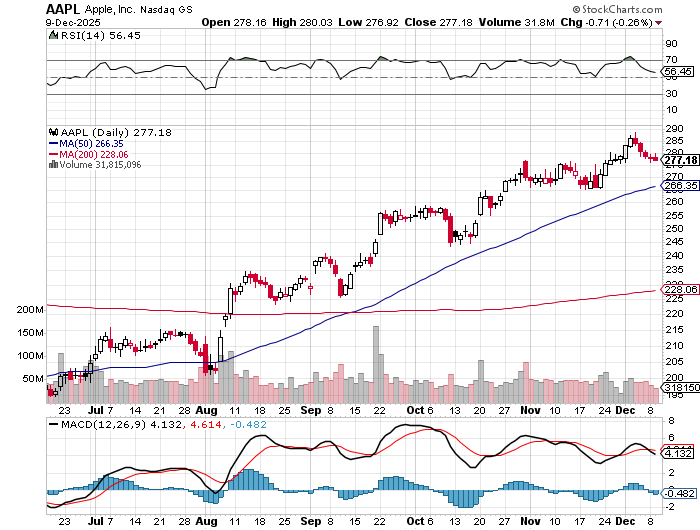 AAPL Apple, Inc. Nasdaq GS © StockCharts.com
9-Dec-2025 Open 278.16 High 280.03 Low 276.92 Close 277.18 Volume 31.8M Chg -0.71 (-0.26%)
RSI(14) 56.45
90
70
56.45
50
30
10
AAPL (Daily) 277.18
MA(50) 266.35
MA(200) 228.06
Volume 31,815,096
290
285
280
277.18
270
266.35
260
255
250
245
240
235
228.06
225
220
215
210
205
200
195
200M
150M
100M
50M
318150
23 Jul 7 14 21 28 Aug 11 18 25 Sep 8 15 22 Oct 6 13 20 27 Nov 10 17 24 Dec 8
MACD(12,26,9) 4.132, 4.614, -0.482
8
6
4.132
2
0
-0.482
-2
23 Jul 7 14 21 28 Aug 11 18 25 Sep 8 15 22 Oct 6 13 20 27 Nov 10 17 24 Dec 8